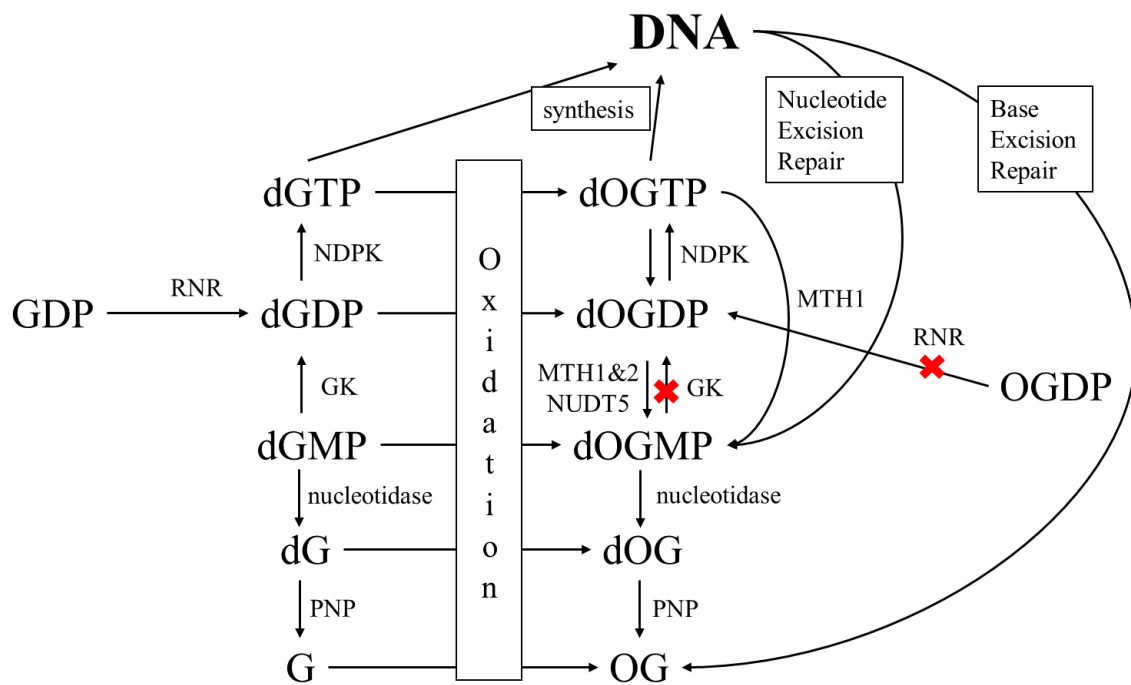 DNA
synthesis
Nucleotide
Excision
Repair
Base
Excision
Repair
dGTP
dOGTP
NDPK
NDPK
Oxidation
RNR
MTH1
GDP
dGDP
dOGDP
RNR
GK
MTH1&2
NUDT5
GK
OGDP
dGMP
dOGMP
nucleotidase
nucleotidase
dG
dOG
PNP
PNP
G
OG